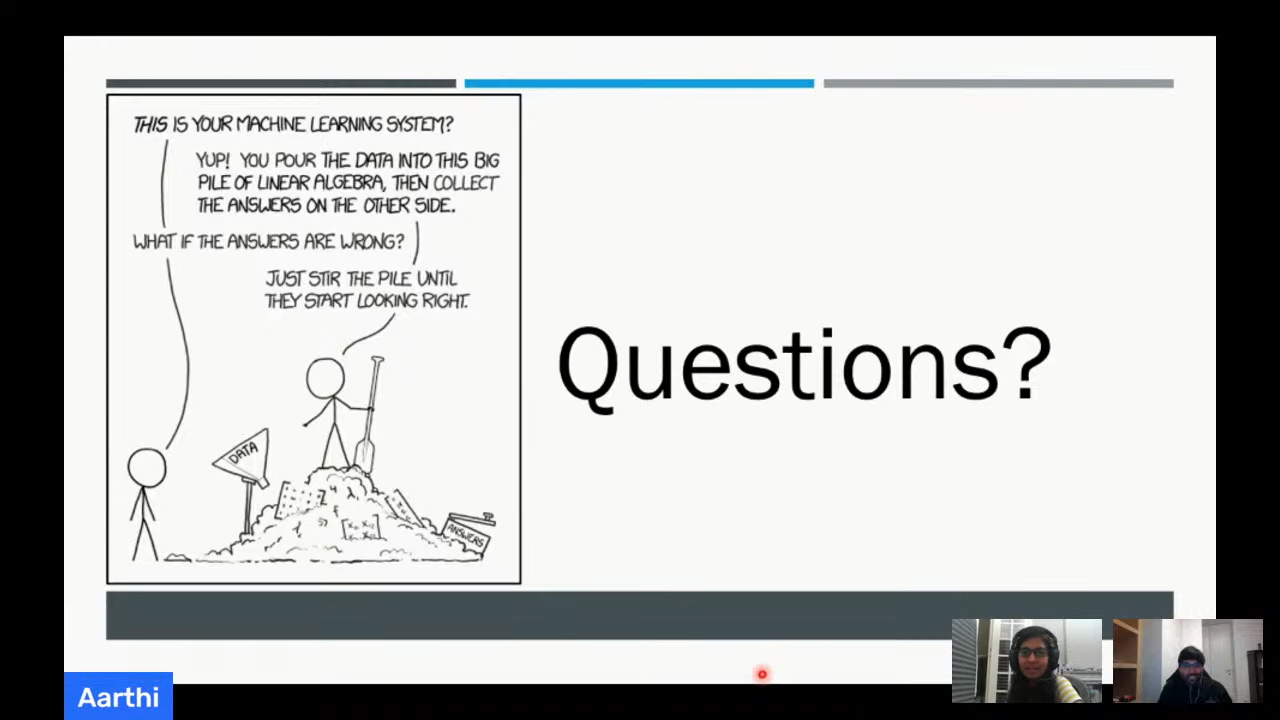 THIS IS YOUR MACHINE LEARNING SYSTEM?
YUP! YOU POUR THE DATA INTO THIS BIG
PILE OF LINEAR ALGEBRA, THEN COLLECT
THE ANSWERS ON THE OTHER SIDE.
WHAT IF THE ANSWERS ARE WRONG?
JUST STIR THE PILE UNTIL
THEY START LOOKING RIGHT.
DATA
ANSWERS
Questions?
Aarthi